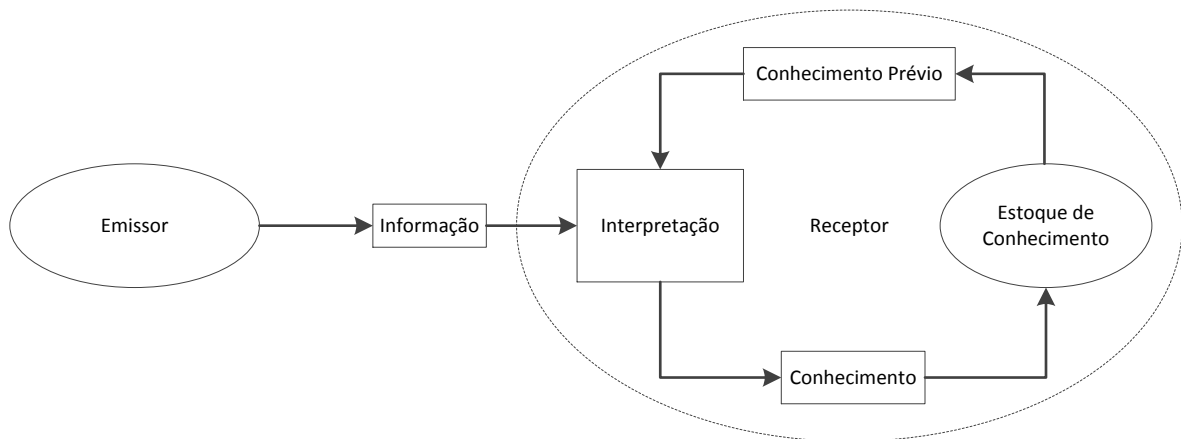 Conhecimento Prévio
Emissor
Informação
Interpretação
Receptor
Estoque de
Conhecimento
Conhecimento